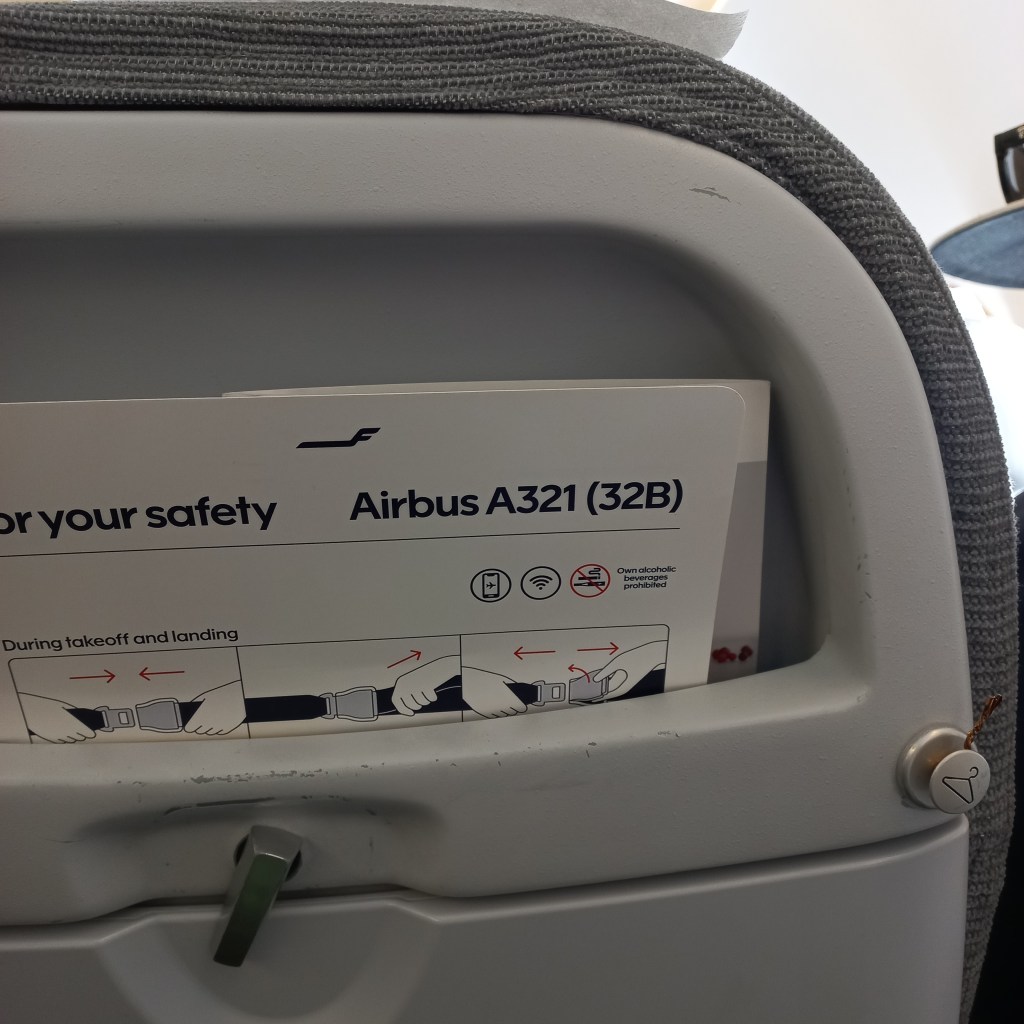 or your safety
Airbus A321 (32B)
Own alcoholic
beverages
prohibited
During takeoff and landing